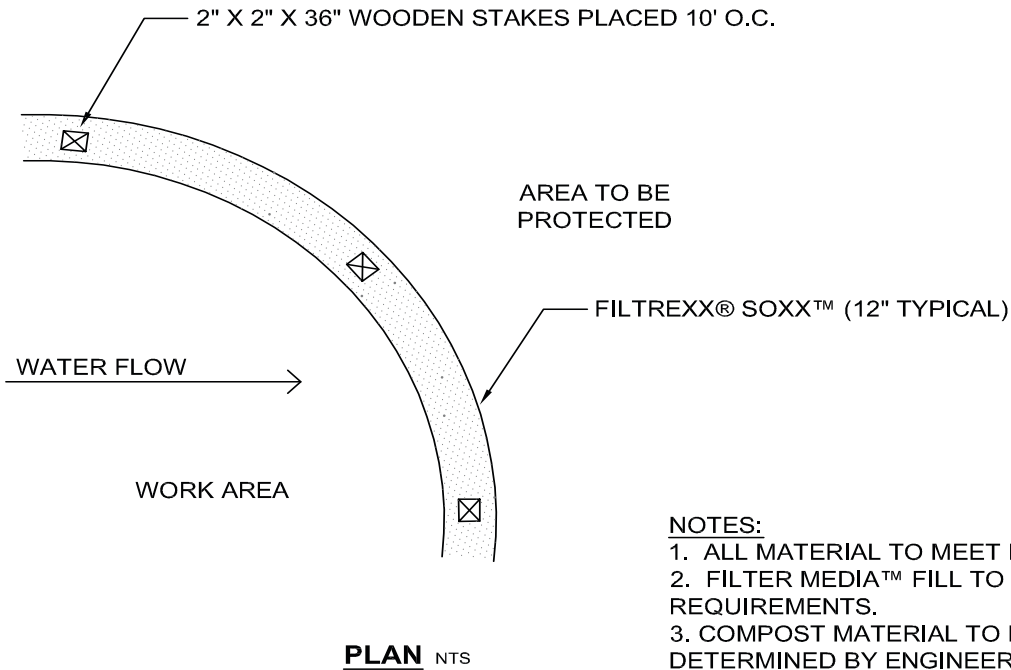 2" X 2" X 36" WOODEN STAKES PLACED 10' O.C.
AREA TO BE
PROTECTED
FILTREXX® SOXX™ (12" TYPICAL)
WATER FLOW
WORK AREA
NOTES:
1. ALL MATERIAL TO MEET
2. FILTER MEDIA™ FILL TO
REQUIREMENTS.
3. COMPOST MATERIAL TO
DETERMINED BY ENGINEER
PLAN NTS